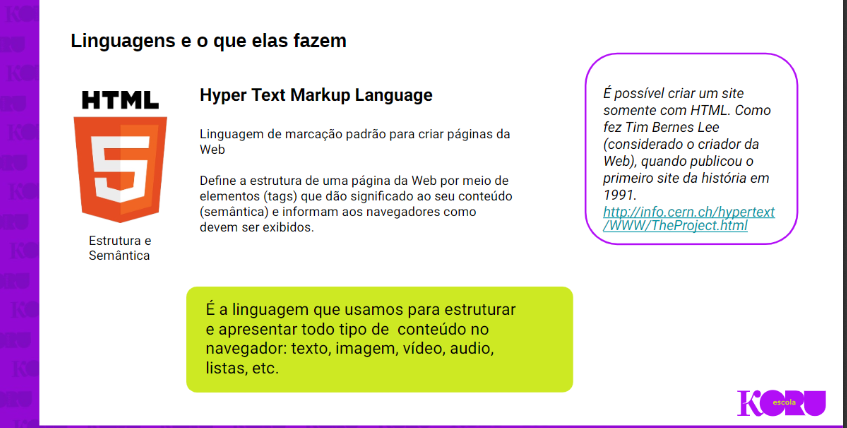 Linguagens e o que elas fazem
HTML
5
Estrutura e
Semântica
Hyper Text Markup Language
Linguagem de marcação padrão para criar páginas da
Web
Define a estrutura de uma página da Web por meio de
elementos (tags) que dão significado ao seu conteúdo
(semântica) e informam aos navegadores como
devem ser exibidos.
É possível criar um site
somente com HTML. Como
fez Tim Bernes Lee
(considerado o criador da
Web), quando publicou o
primeiro site da história em
1991.
http://info.cern.ch/hypertext
/WWW/TheProject.html
É a linguagem que usamos para estruturar
e apresentar todo tipo de  conteúdo no
navegador: texto, imagem, vídeo, audio,
listas, etc.
KORU
escola